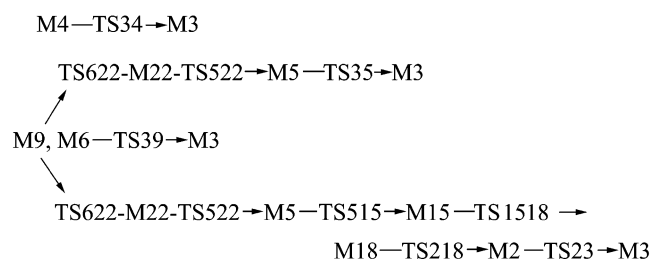 M4—TS34→M3
TS622-M22-TS522→M5—TS35→M3
M9, M6—TS39→M3
TS622-M22-TS522→M5—TS515→M15—TS1518→
M18—TS218→M2—TS23→M3